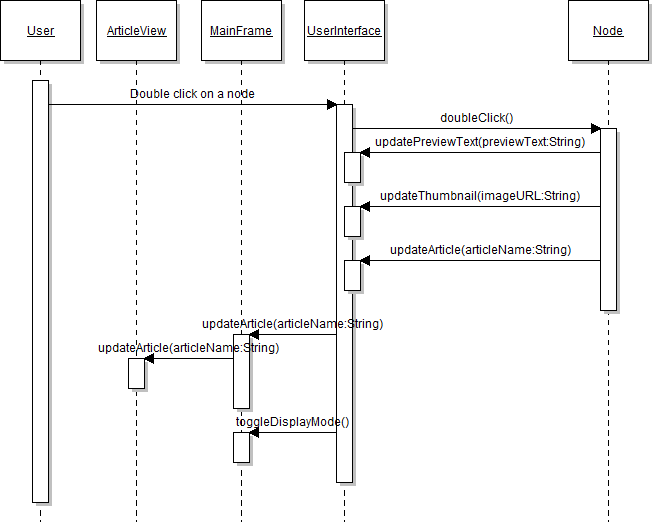 User
ArticleView
MainFrame
UserInterface
Node
Double click on a node
doubleClick()
updatePreviewText(previewText:String)
updateThumbnail(imageURL:String)
updateArticle(articleName:String)
updateArticle(articleName:String)
updateArticle(articleName:String)
toggleDisplayMode()